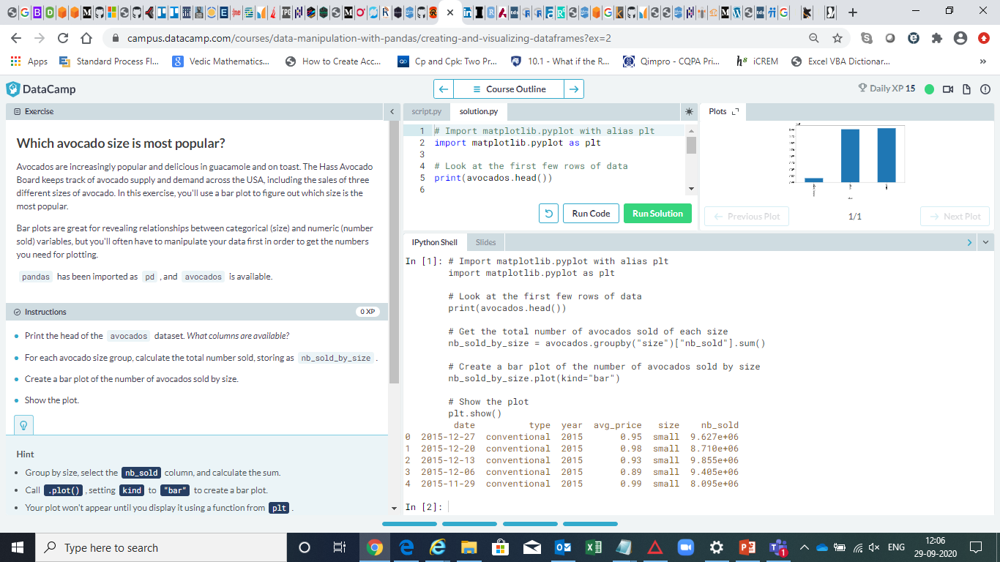 campus.datacamp.com/courses/data-manipulation-with-pandas/creating-and-visualizing-dataframes?ex=2
Apps
Standard Process Fl...
Vedic Mathematics...
How to Create Acc...
Cp and Cpk: Two Pr...
10.1 - What if the R...
Qimpro - CQPA Pri...
iCREM
Excel VBA Dictionar...
DataCamp
Course Outline
Daily XP 15
Exercise
Which avocado size is most popular?
Avocados are increasingly popular and delicious in guacamole and on toast. The Hass Avocado
Board keeps track of avocado supply and demand across the USA, including the sales of three
different sizes of avocado. In this exercise, you'll use a bar plot to figure out which size is the
most popular.
Bar plots are great for revealing relationships between categorical (size) and numeric (number
sold) variables, but you'll often have to manipulate your data first in order to get the numbers
you need for plotting.
pandas has been imported as pd , and avocados is available.
Instructions
0 XP
Print the head of the avocados dataset. What columns are available?
For each avocado size group, calculate the total number sold, storing as nb_sold_by_size .
Create a bar plot of the number of avocados sold by size.
Show the plot.
Hint
Group by size, select the nb_sold column, and calculate the sum.
Call .plot() , setting kind to "bar" to create a bar plot.
Your plot won't appear until you display it using a function from plt .
script.py
solution.py
1 # Import matplotlib.pyplot with alias plt
2 import matplotlib.pyplot as plt
3
4 # Look at the first few rows of data
5 print(avocados.head())
6
Run Code
Run Solution
Plots
Previous Plot
1/1
Next Plot
IPython Shell
Slides
In [1]: # Import matplotlib.pyplot with alias plt
import matplotlib.pyplot as plt
# Look at the first few rows of data
print(avocados.head())
# Get the total number of avocados sold of each size
nb_sold_by_size = avocados.groupby("size")["nb_sold"].sum()
# Create a bar plot of the number of avocados sold by size
nb_sold_by_size.plot(kind="bar")
# Show the plot
plt.show()
date type year avg_price size nb_sold
0 2015-12-27 conventional 2015 0.95 small 9.627e+06
1 2015-12-20 conventional 2015 0.98 small 8.710e+06
2 2015-12-13 conventional 2015 0.93 small 9.855e+06
3 2015-12-06 conventional 2015 0.89 small 9.405e+06
4 2015-11-29 conventional 2015 0.99 small 8.095e+06
In [2]:
Type here to search
ENG
12:06
29-09-2020